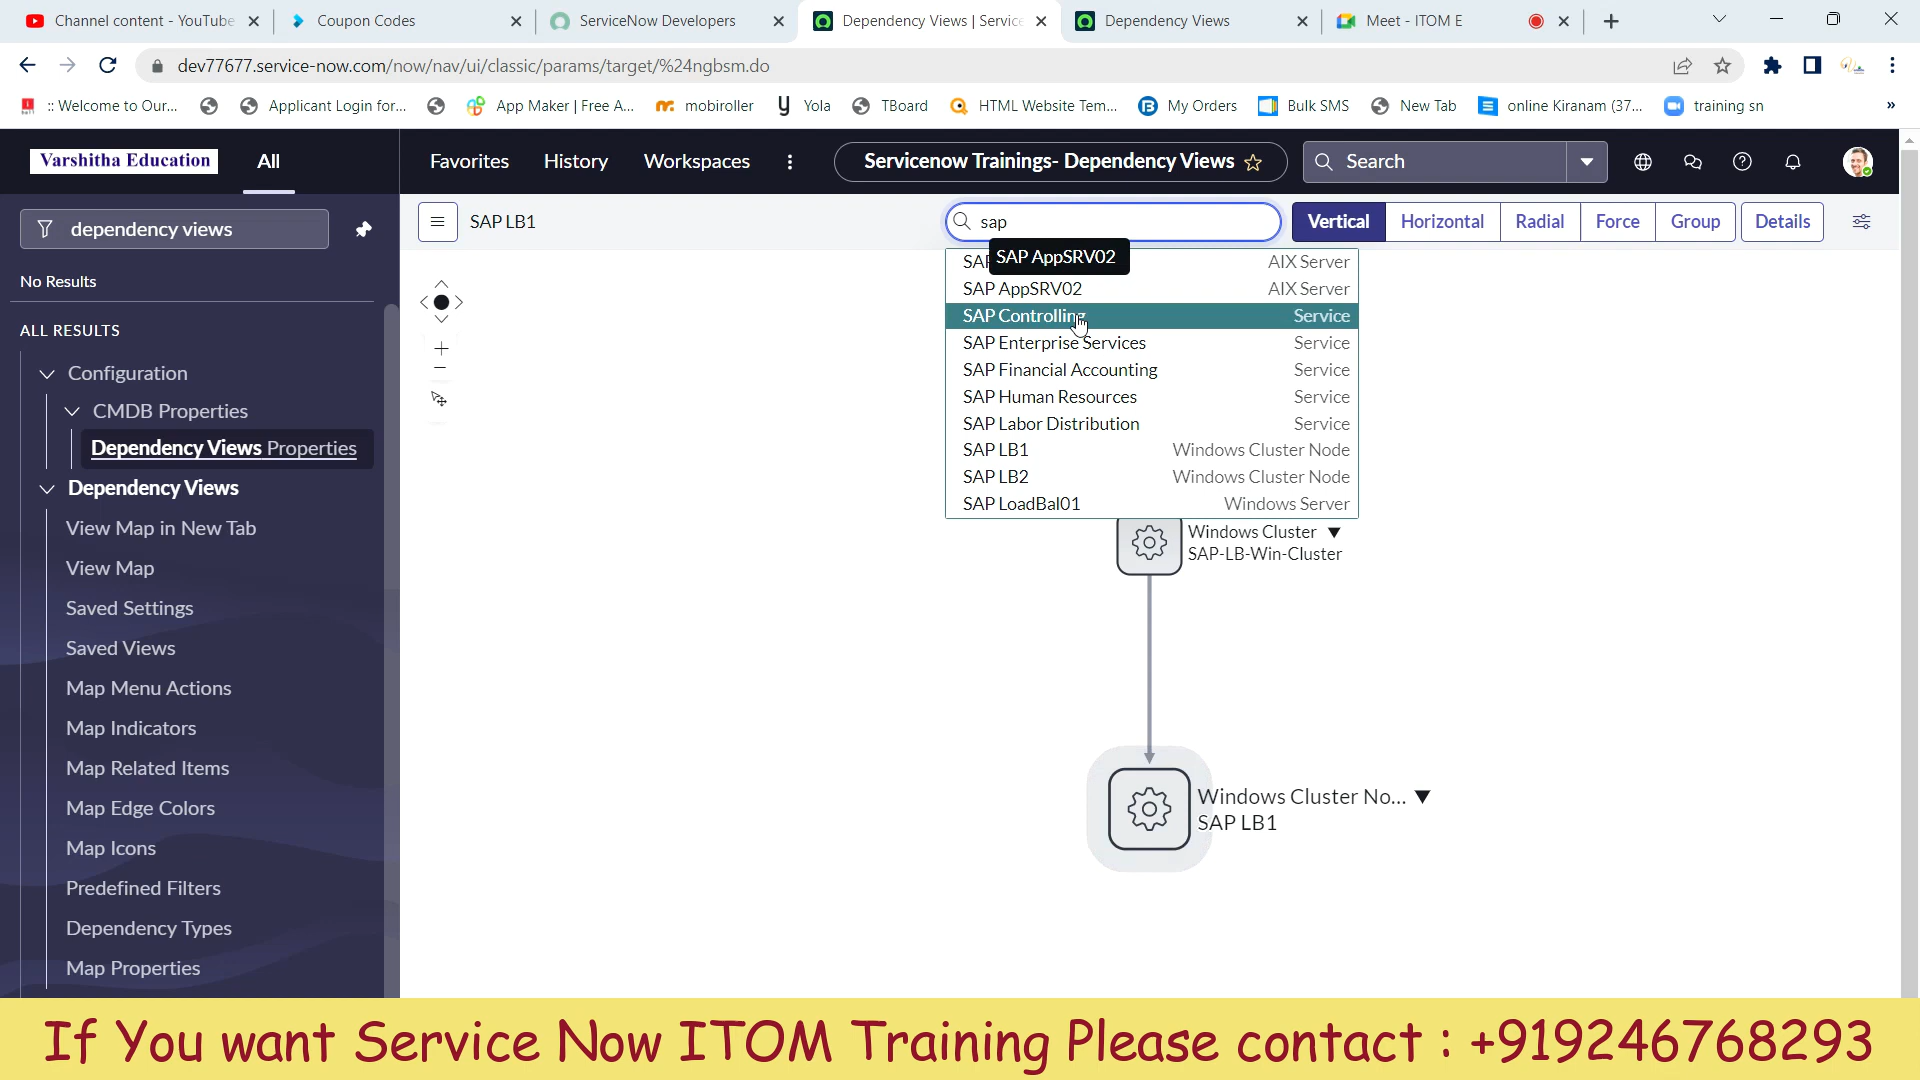 Channel content - YouTube
Coupon Codes
ServiceNow Developers
Dependency Views | Service
Dependency Views
Meet - ITOM E
dev77677.service-now.com/now/nav/ui/classic/params/target/%24ngbsm.do
:: Welcome to Our...
Applicant Login for...
App Maker | Free A...
mobiroller
Yola
TBoard
HTML Website Tem...
My Orders
Bulk SMS
New Tab
online Kiranam (37...
training sn
»
Varshitha Education
All
Favorites
History
Workspaces
Servicenow Trainings- Dependency Views
Search
dependency views
SAP LB1
sap
Vertical
Horizontal
Radial
Force
Group
Details
No Results
ALL RESULTS
Configuration
CMDB Properties
Dependency Views Properties
Dependency Views
View Map in New Tab
View Map
Saved Settings
Saved Views
Map Menu Actions
Map Indicators
Map Related Items
Map Edge Colors
Map Icons
Predefined Filters
Dependency Types
Map Properties
SAP AppSRV02
AIX Server
SAP AppSRV02 AIX Server
SAP Controlling Service
SAP Enterprise Services Service
SAP Financial Accounting Service
SAP Human Resources Service
SAP Labor Distribution Service
SAP LB1 Windows Cluster Node
SAP LB2 Windows Cluster Node
SAP LoadBal01 Windows Server
Windows Cluster
SAP-LB-Win-Cluster
Windows Cluster No...
SAP LB1
If You want Service Now ITOM Training Please contact : +919246768293